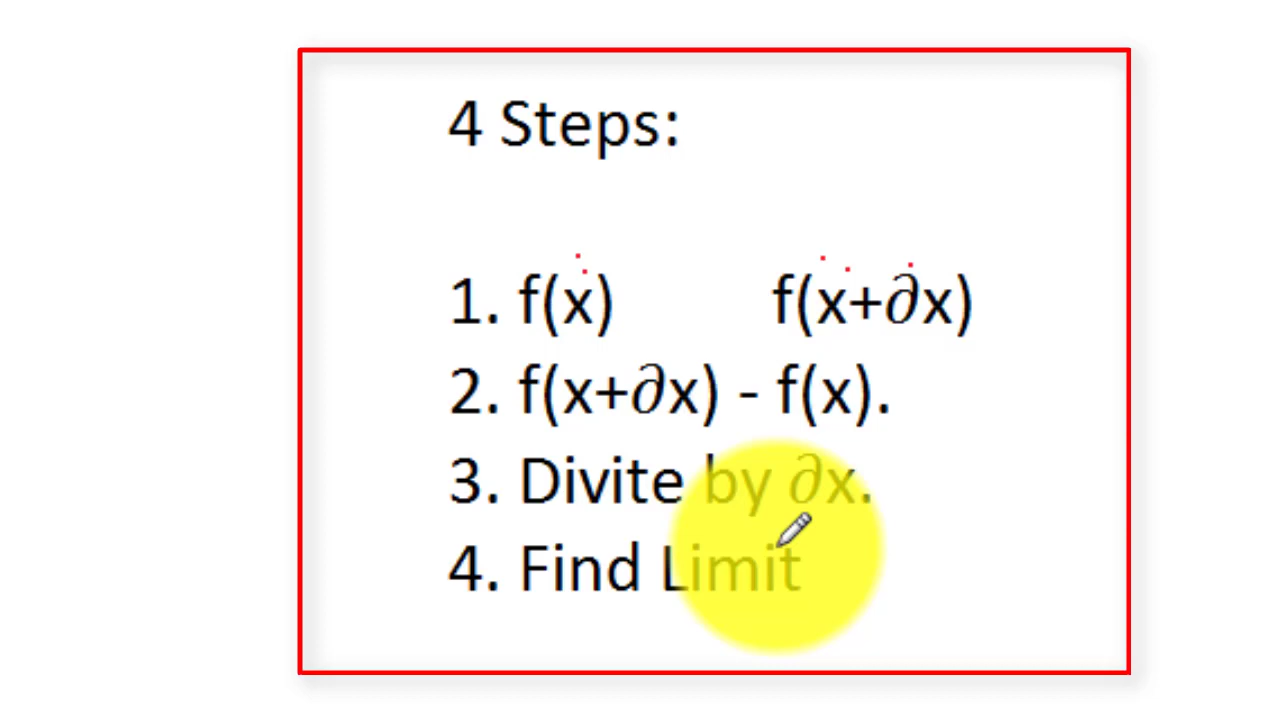 4 Steps:
1. f(x) f(x+∂x)
2. f(x+∂x) - f(x).
3. Divite by ∂x.
4. Find Limit